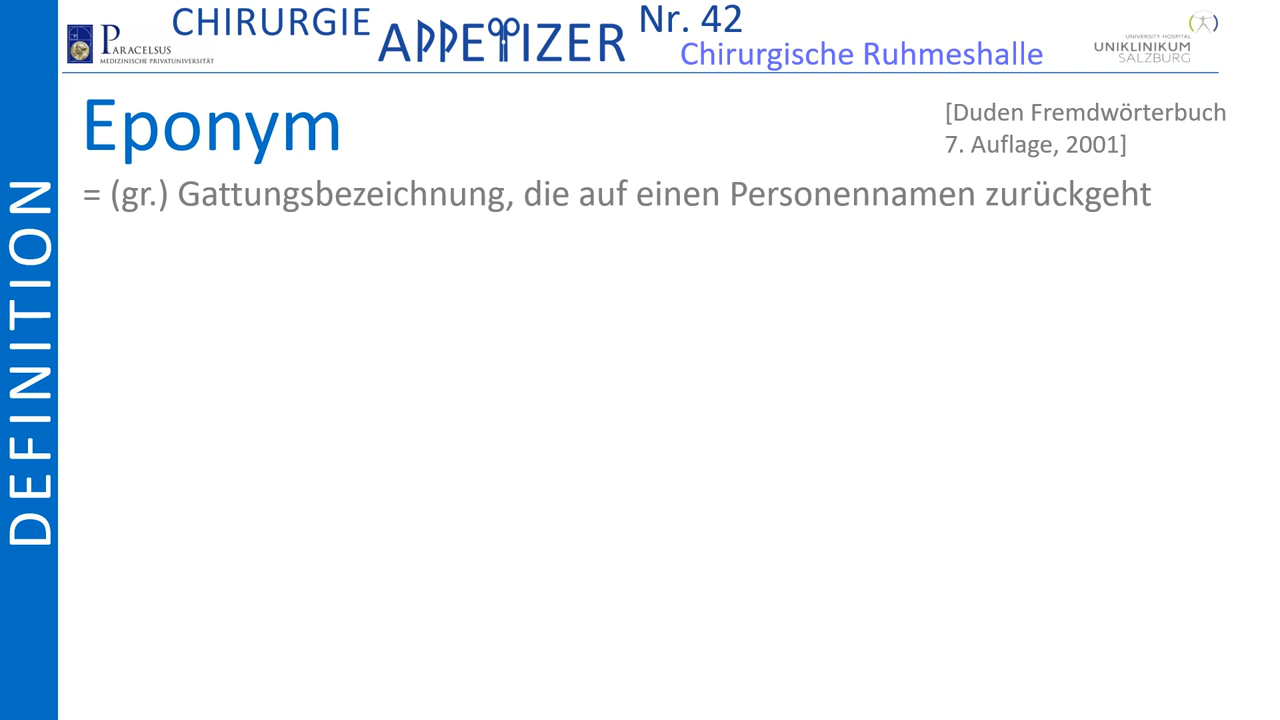 CHIRURGIE APPETIZER Nr. 42
Chirurgische Ruhmeshalle
PARACELSUS
MEDIZINISCHE PRIVATUNIVERSITÄT
UNIVERSITY HOSPITAL
UNIKLINIKUM
SALZBURG
DEFINITION
Eponym
[Duden Fremdwörterbuch
7. Auflage, 2001]
= (gr.) Gattungsbezeichnung, die auf einen Personennamen zurückgeht